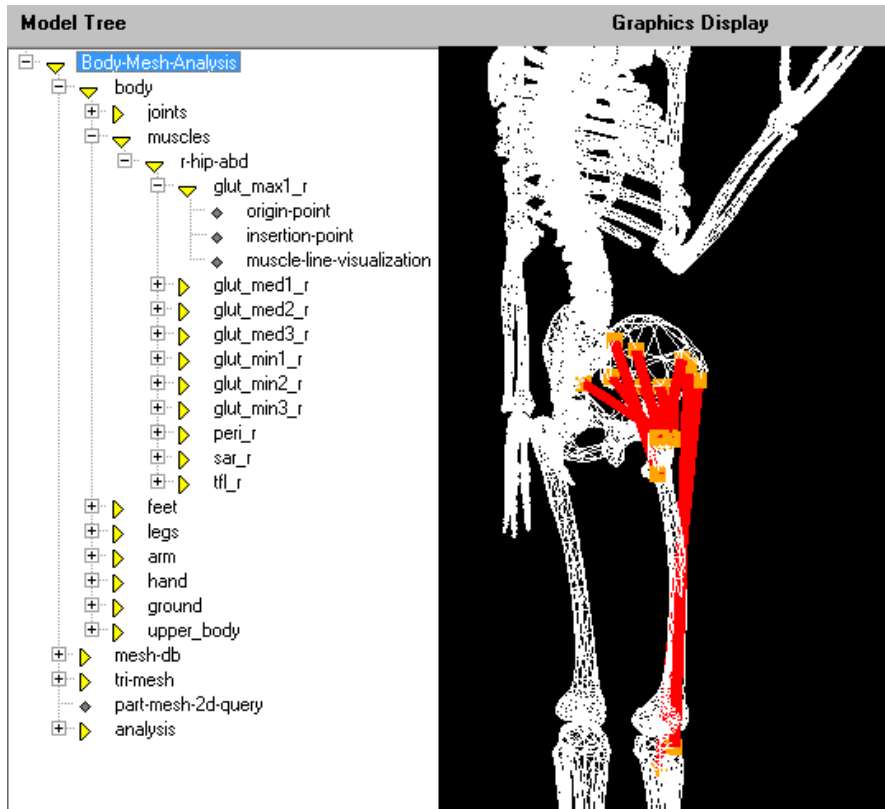 Model Tree
Graphics Display
Body-Mesh-Analysis
body
joints
muscles
r-hip-abd
glut_max1_r
origin-point
insertion-point
muscle-line-visualization
glut_med1_r
glut_med2_r
glut_med3_r
glut_min1_r
glut_min2_r
glut_min3_r
peri_r
sar_r
tfl_r
feet
legs
arm
hand
ground
upper_body
mesh-db
tri-mesh
part-mesh-2d-query
analysis